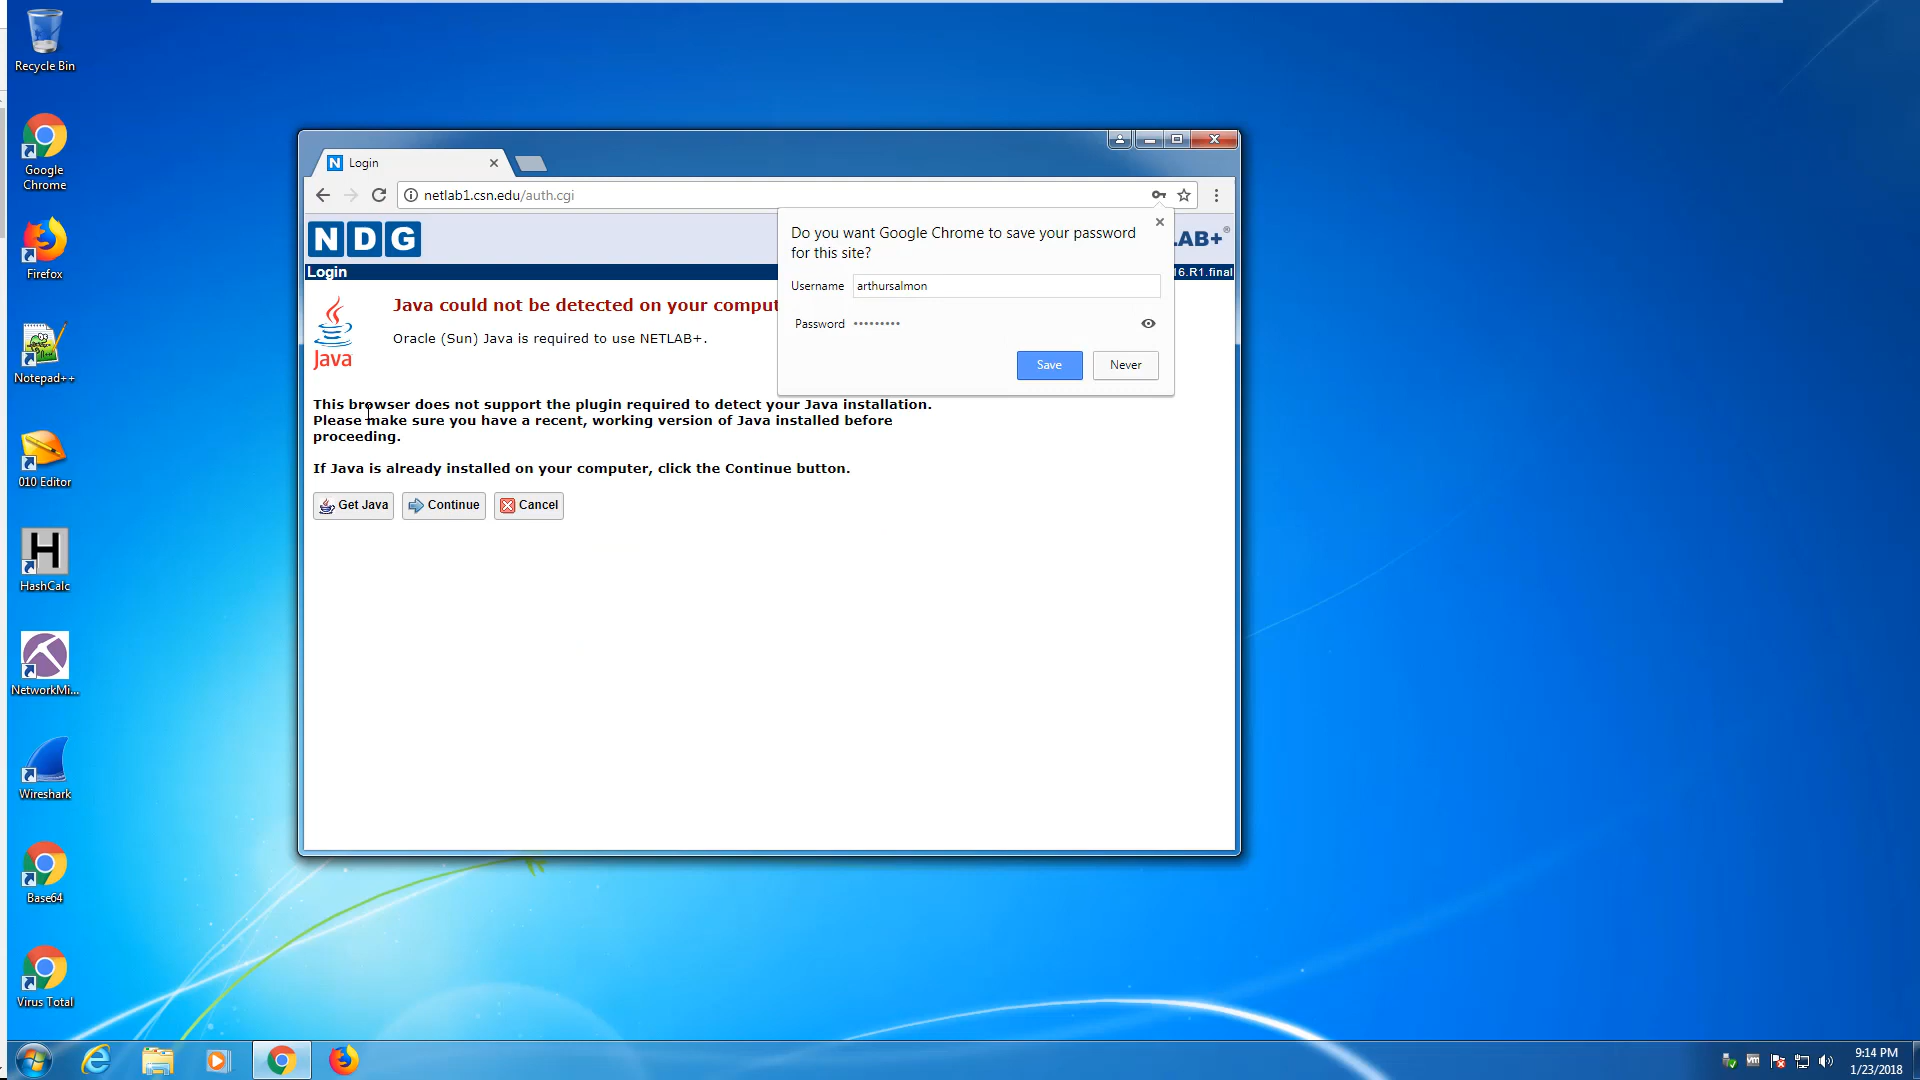 Recycle Bin
Google
Chrome
Firefox
Notepad++
010 Editor
HashCalc
NetworkMi...
Wireshark
Base64
Virus Total
N Login
netlab1.csn.edu/auth.cgi
NDG
LAB+®
Login
16.R1.final
Java
Java could not be detected on your comput
Oracle (Sun) Java is required to use NETLAB+.
Do you want Google Chrome to save your password
for this site?
Username arthursalmon
Password •••••••••
Save Never
This browser does not support the plugin required to detect your Java installation.
Please make sure you have a recent, working version of Java installed before
proceeding.
If Java is already installed on your computer, click the Continue button.
Get Java Continue Cancel
9:14 PM
1/23/2018